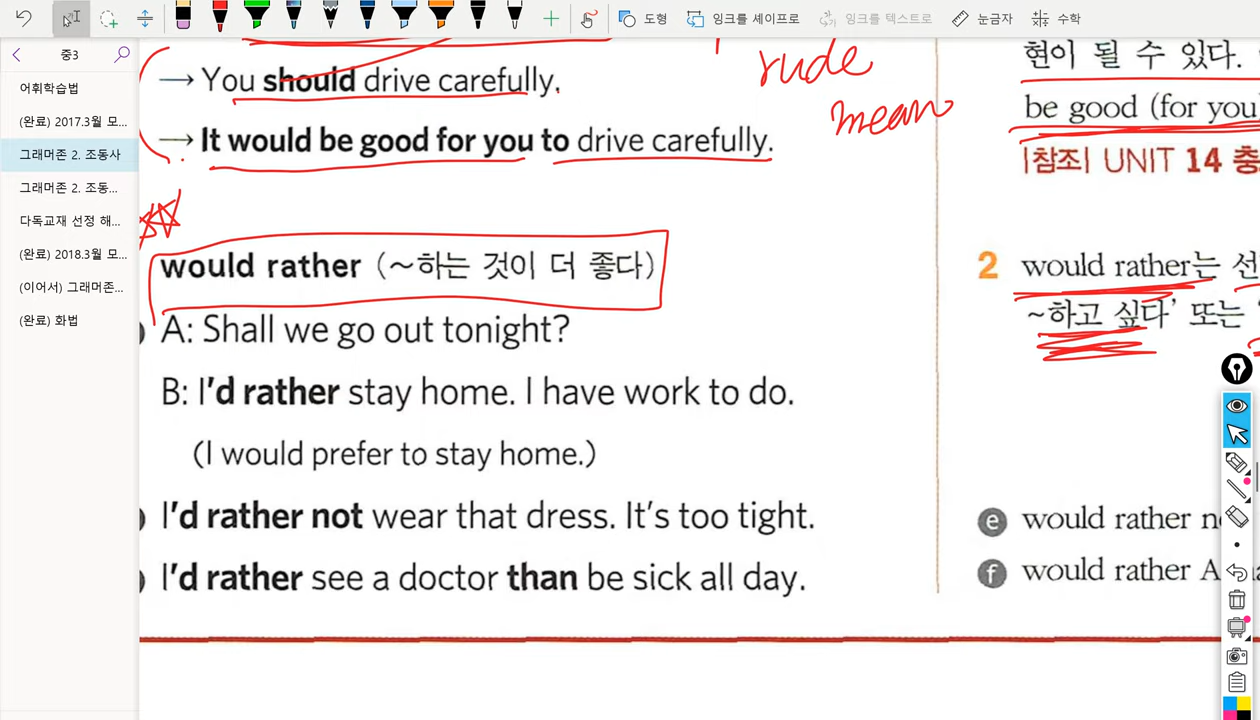 도형
잉크를 셰이프로
잉크를 텍스트로
눈금자
수학
중3
어휘학습법
(완료) 2017.3월 모...
그래머존 2. 조동사
그래머존 2. 조동...
다독교재 선정 해...
(완료) 2018.3월 모...
(이어서) 그래머존...
(완료) 화법
→ You should drive carefully.
→ It would be good for you to drive carefully.
rude
mean
would rather (~하는 것이 더 좋다)
A: Shall we go out tonight?
B: I'd rather stay home. I have work to do.
(I would prefer to stay home.)
I'd rather not wear that dress. It's too tight.
I'd rather see a doctor than be sick all day.
현이 될 수 있다.
be good (for you
|참조| UNIT 14 충
2 would rather는 선
~하고 싶다' 또는 '
e would rather n
f would rather A